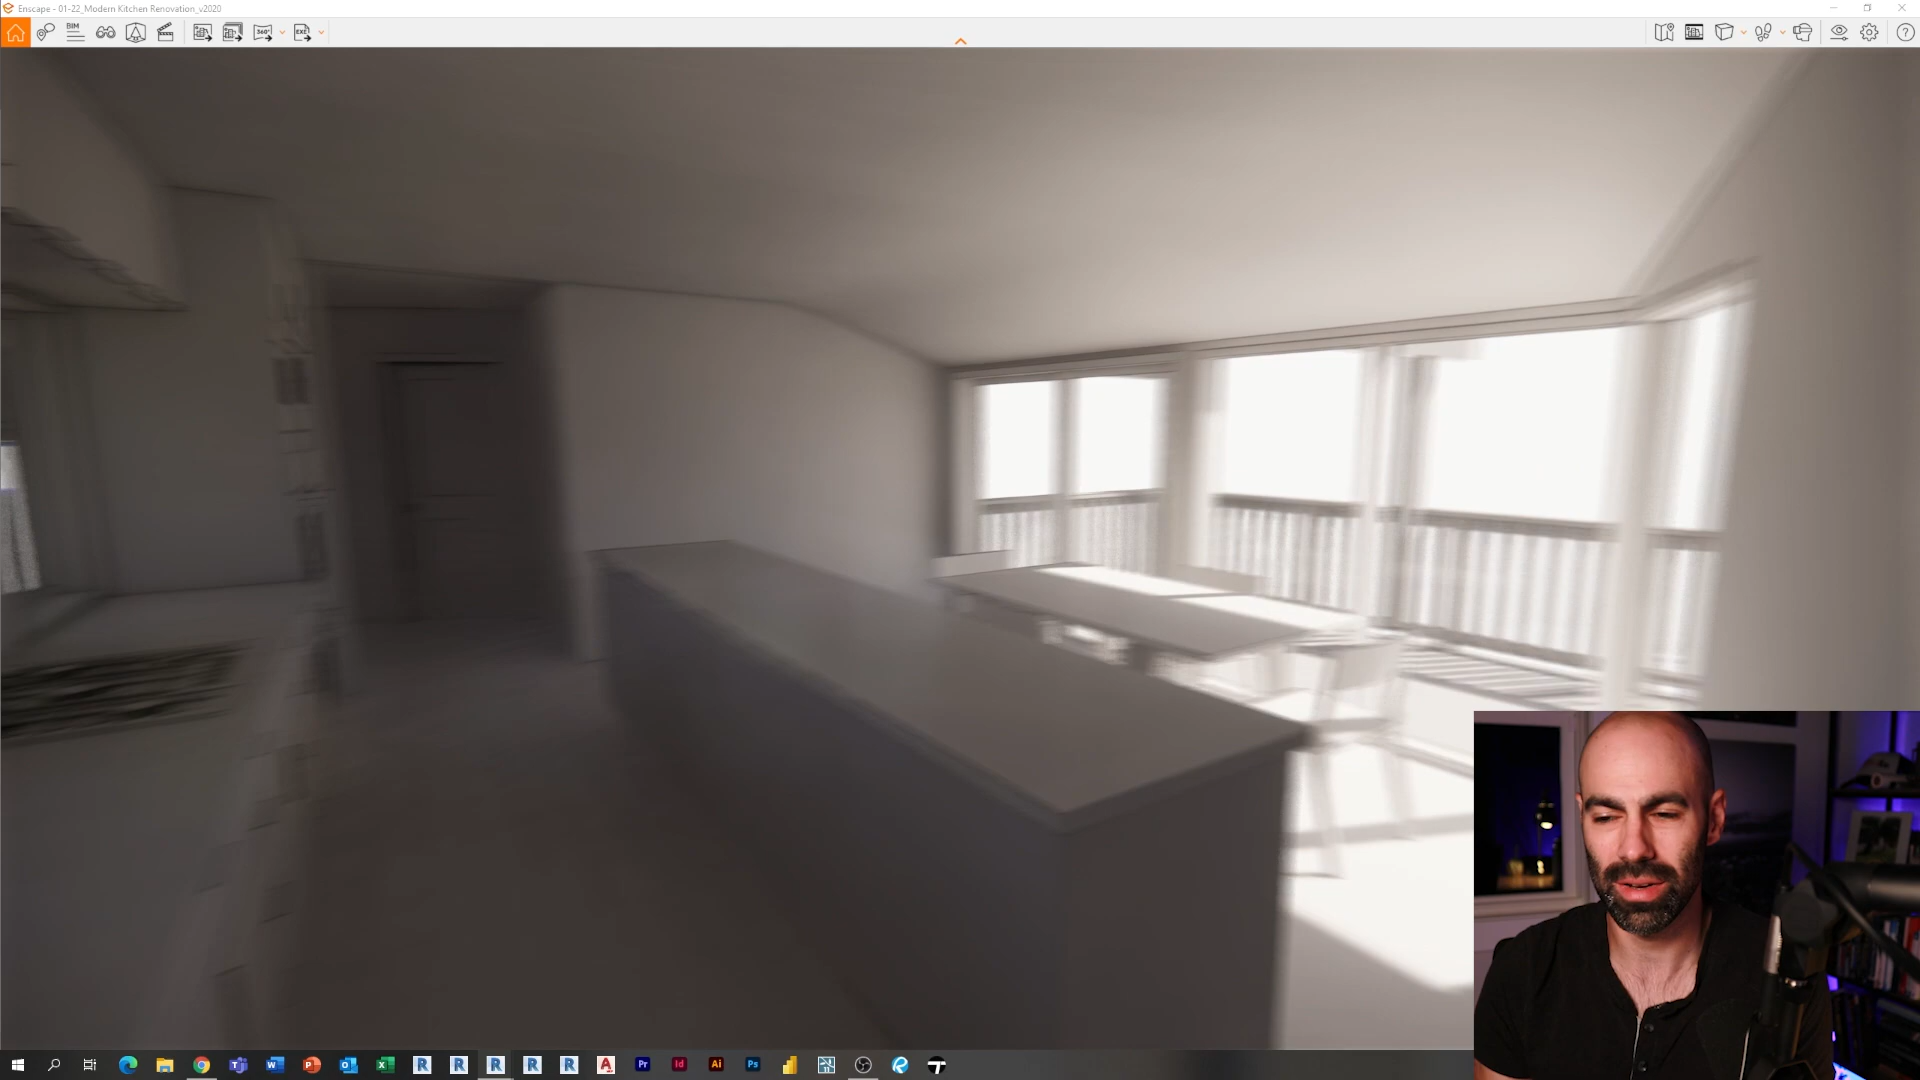 Enscape - 01-22_Modern Kitchen Renovation_v2020
BIM
360°
EXE
?